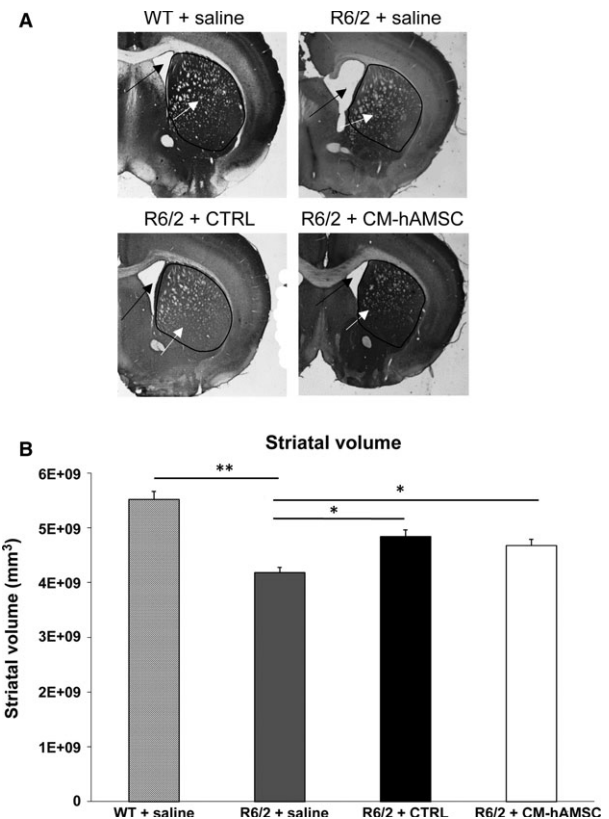 A
WT + saline R6/2 + saline
R6/2 + CTRL R6/2 + CM-hAMSC
B
Striatal volume
**
*
*
Striatal volume (mm³)
6E+09
5E+09
4E+09
3E+09
2E+09
1E+09
0
WT + saline R6/2 + saline R6/2 + CTRL R6/2 + CM-hAMSC